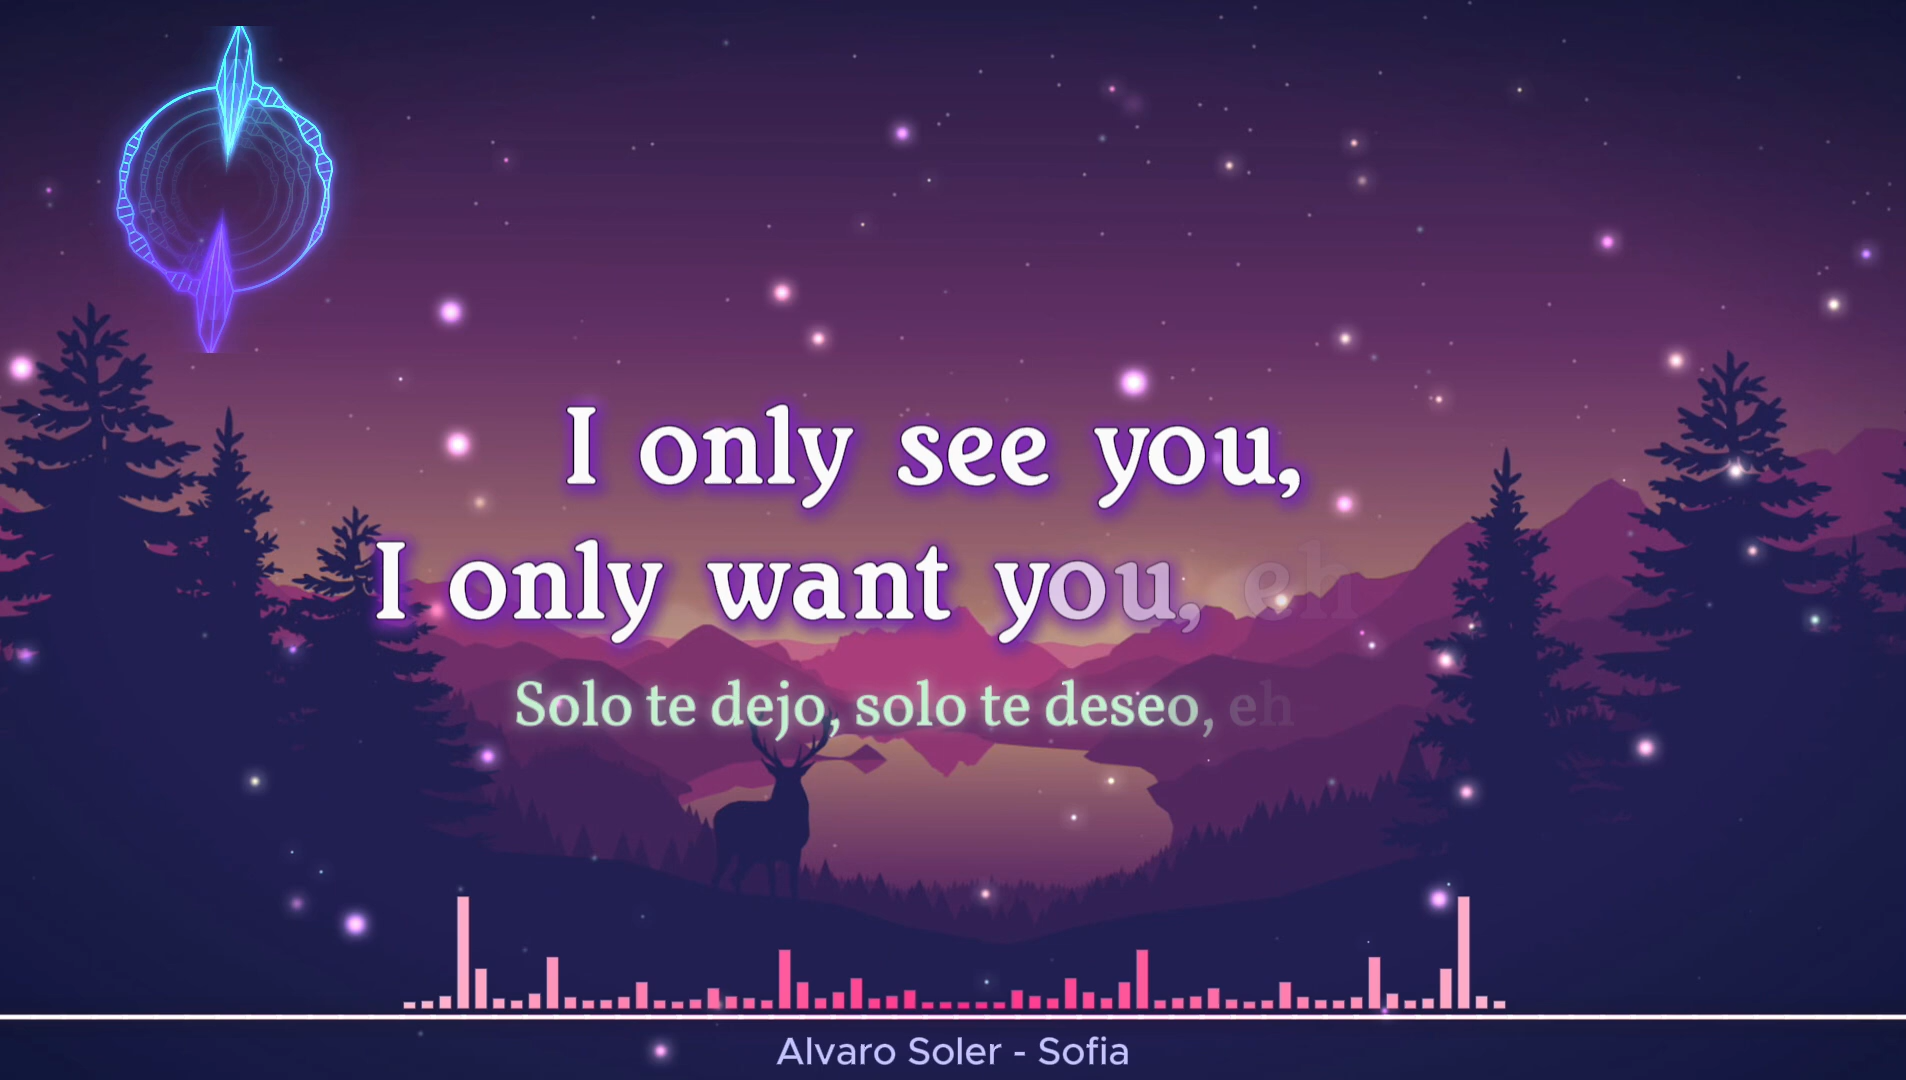 I only see you,
I only want you, eh
Solo te dejo, solo te deseo, eh
Alvaro Soler - Sofia